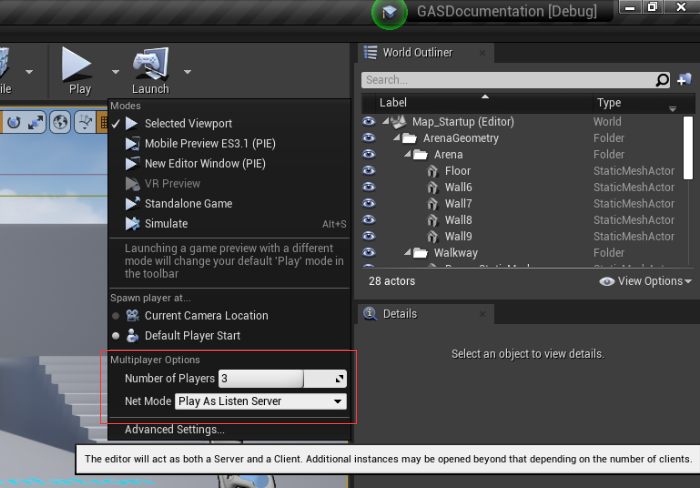 GASDocumentation [Debug]
Play
Launch
World Outliner
Search...
Label
Type
Map_Startup (Editor)
World
ArenaGeometry
Folder
Arena
Folder
Floor
StaticMeshActor
Wall6
StaticMeshActor
Wall7
StaticMeshActor
Wall8
StaticMeshActor
Wall9
StaticMeshActor
Walkway
Folder
28 actors
View Options
Details
Select an object to view details.
Modes
Selected Viewport
Mobile Preview ES3.1 (PIE)
New Editor Window (PIE)
VR Preview
Standalone Game
Simulate
Alt+S
Launching a game preview with a different
mode will change your default 'Play' mode in
the toolbar
Spawn player at...
Current Camera Location
Default Player Start
Multiplayer Options
Number of Players 3
Net Mode Play As Listen Server
Advanced Settings...
The editor will act as both a Server and a Client. Additional instances may be opened beyond that depending on the number of clients.